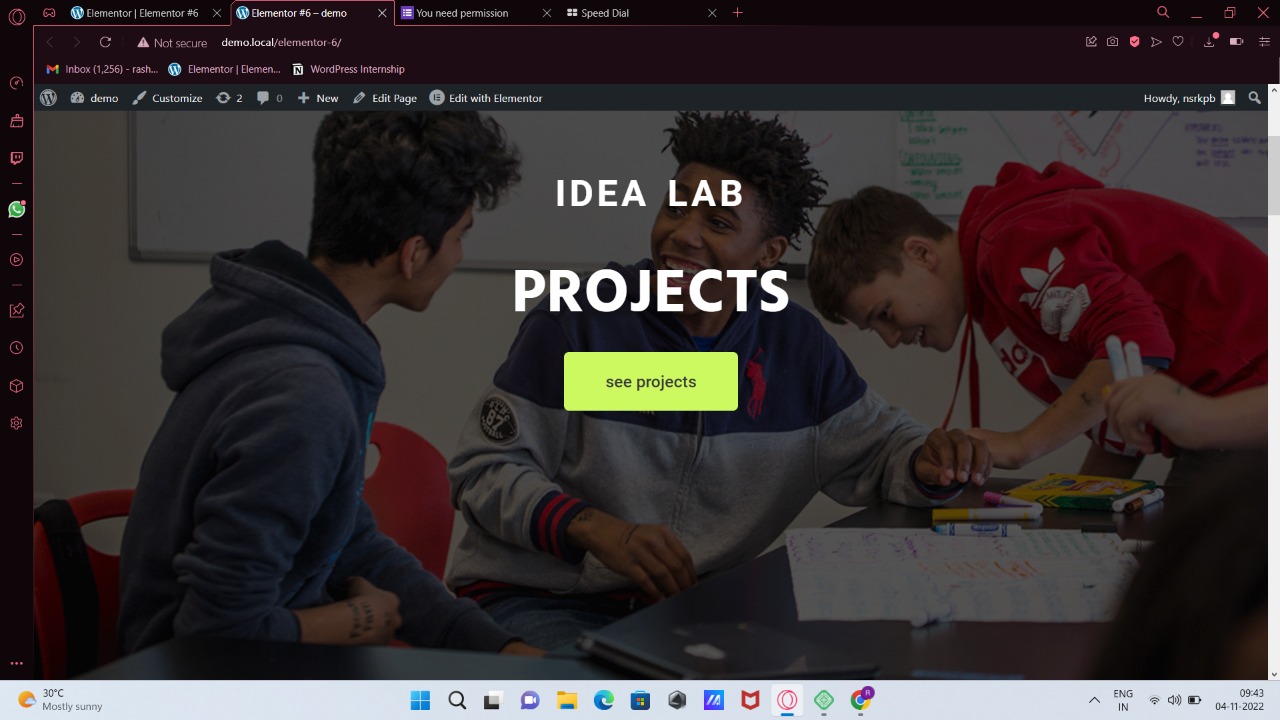 Elementor | Elementor #6
Elementor #6 – demo
You need permission
Speed Dial
Not secure
demo.local/elementor-6/
Inbox (1,256) - rash...
Elementor | Elemen...
WordPress Internship
demo
Customize
2
0
New
Edit Page
Edit with Elementor
Howdy, nsrkpb
IDEA LAB
PROJECTS
see projects
87
30°C
Mostly sunny
ENG
IN
09:43
04-11-2022
R